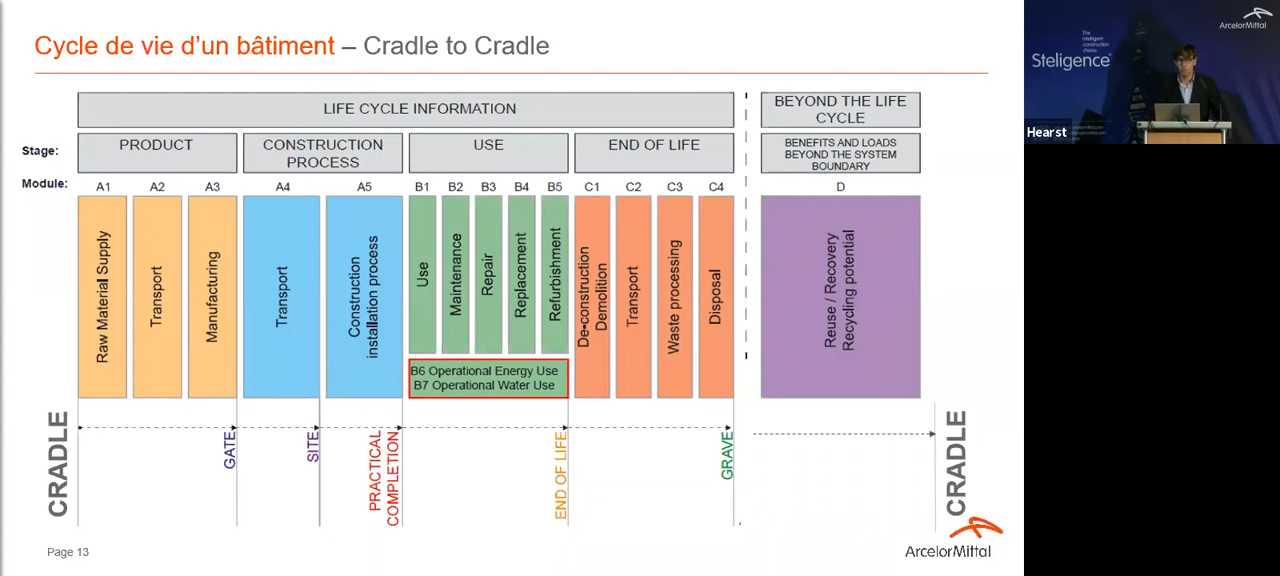 Cycle de vie d'un bâtiment – Cradle to Cradle
LIFE CYCLE INFORMATION
BEYOND THE LIFE
CYCLE
Stage:
PRODUCT
CONSTRUCTION
PROCESS
USE
END OF LIFE
BENEFITS AND LOADS
BEYOND THE SYSTEM
BOUNDARY
Module:
A1
A2
A3
A4
A5
B1
B2
B3
B4
B5
C1
C2
C3
C4
D
Raw Material Supply
Transport
Manufacturing
Transport
Construction
installation process
Use
Maintenance
Repair
Replacement
Refurbishment
B6 Operational Energy Use
B7 Operational Water Use
De-construction
Demolition
Transport
Waste processing
Disposal
Reuse / Recovery
Recycling potential
CRADLE
GATE
SITE
PRACTICAL
COMPLETION
END OF LIFE
GRAVE
CRADLE
Page 13
ArcelorMittal
ArcelorMittal
The
intelligent
construction
choice
Steligence®
Hearst